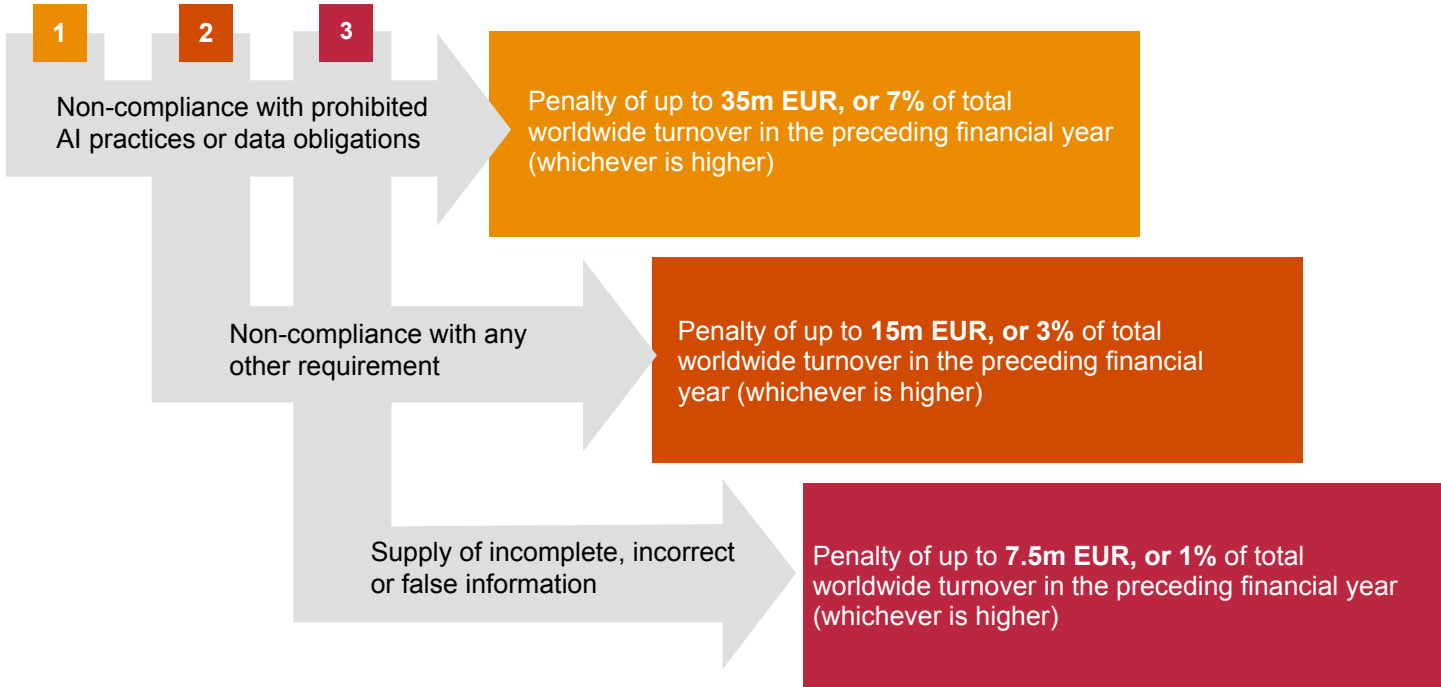 1
2
3
Non-compliance with prohibited
AI practices or data obligations
Penalty of up to 35m EUR, or 7% of total
worldwide turnover in the preceding financial year
(whichever is higher)
Non-compliance with any
other requirement
Penalty of up to 15m EUR, or 3% of total
worldwide turnover in the preceding financial
year (whichever is higher)
Supply of incomplete, incorrect
or false information
Penalty of up to 7.5m EUR, or 1% of total
worldwide turnover in the preceding financial year
(whichever is higher)